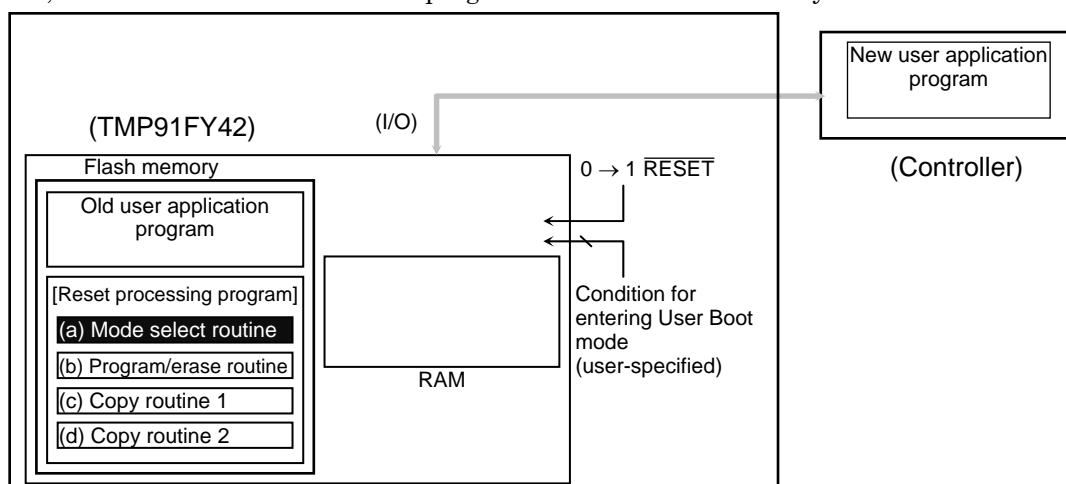 New user application
program
(TMP91FY42)
(I/O)
(Controller)
Flash memory
0 → 1 RESET
Old user application
program
[Reset processing program]
(a) Mode select routine
(b) Program/erase routine
(c) Copy routine 1
(d) Copy routine 2
RAM
Condition for
entering User Boot
mode
(user-specified)